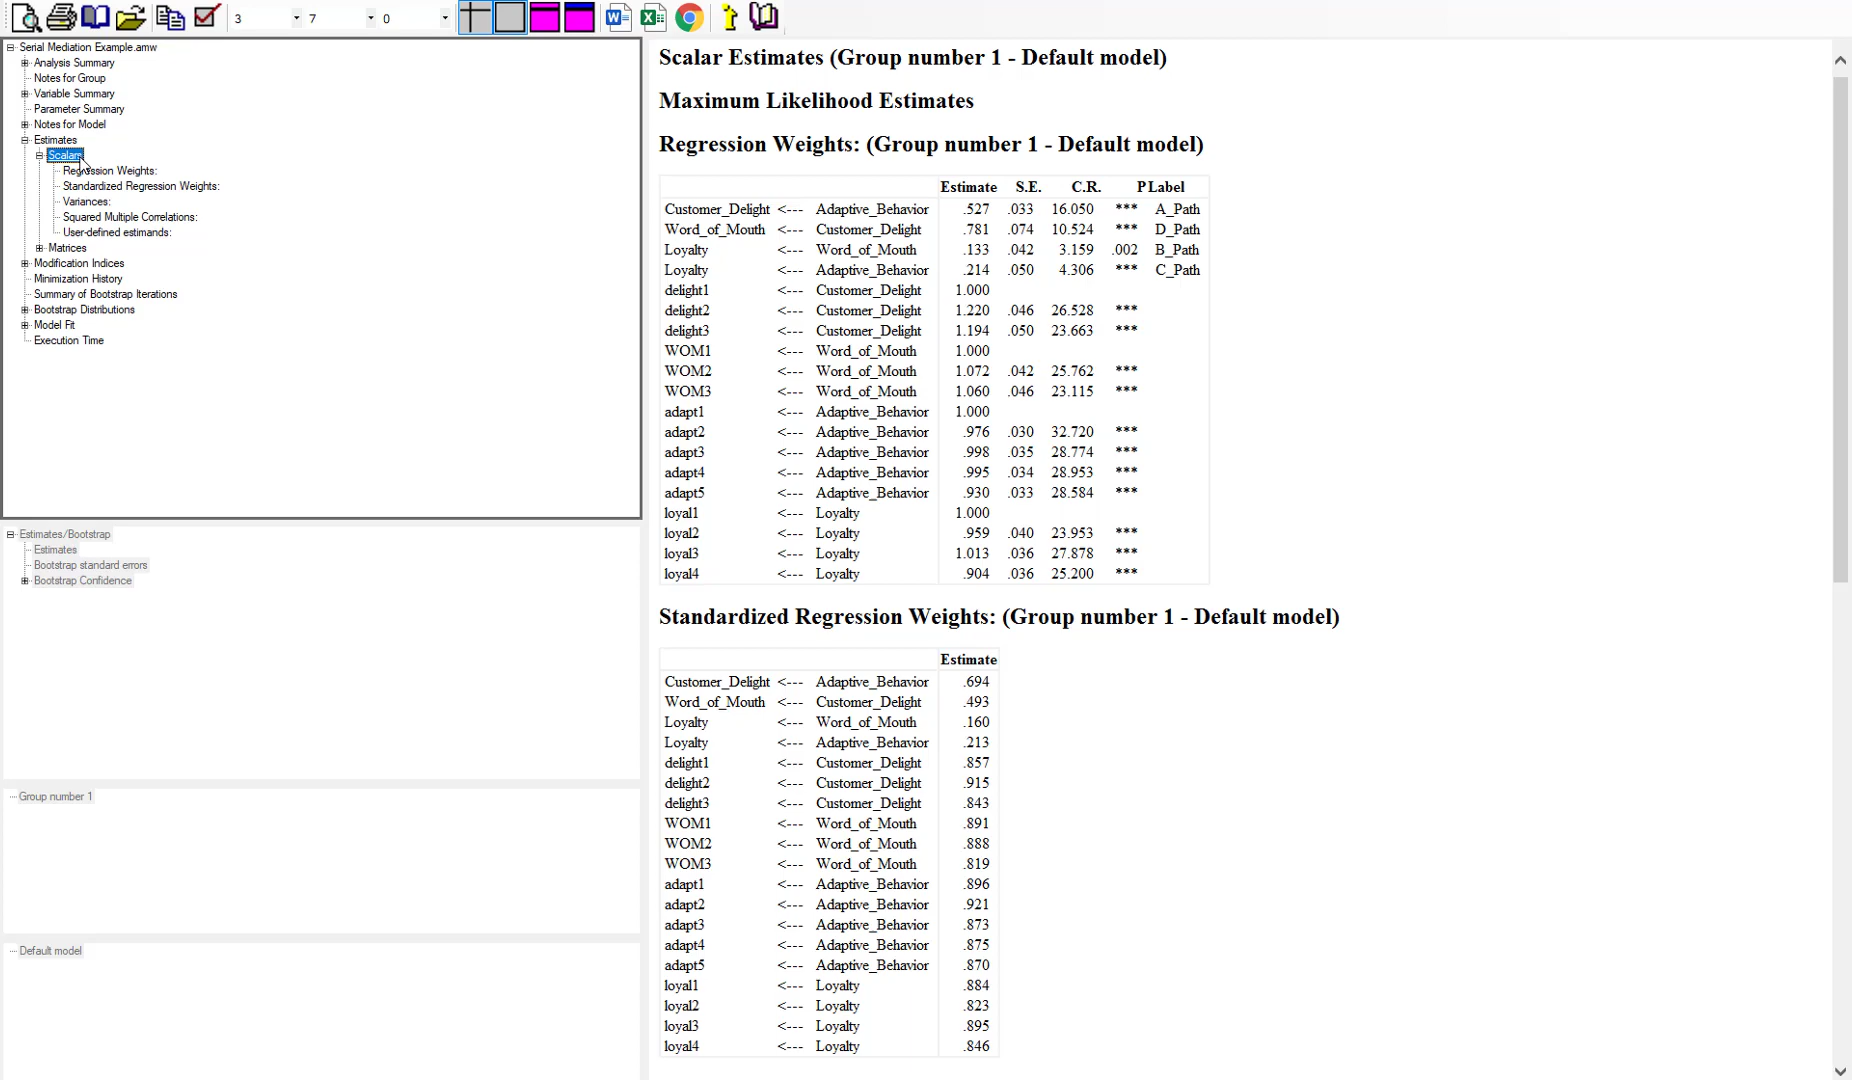 3 7 0
Serial Mediation Example.amw
Analysis Summary
Notes for Group
Variable Summary
Parameter Summary
Notes for Model
Estimates
Scalars
Regression Weights:
Standardized Regression Weights:
Variances:
Squared Multiple Correlations:
User-defined estimands:
Matrices
Modification Indices
Minimization History
Summary of Bootstrap Iterations
Bootstrap Distributions
Model Fit
Execution Time
Estimates/Bootstrap
Estimates
Bootstrap standard errors
Bootstrap Confidence
Group number 1
Default model
Scalar Estimates (Group number 1 - Default model)
Maximum Likelihood Estimates
Regression Weights: (Group number 1 - Default model)
Estimate S.E. C.R. P Label
Customer_Delight <--- Adaptive_Behavior .527 .033 16.050 *** A_Path
Word_of_Mouth <--- Customer_Delight .781 .074 10.524 *** D_Path
Loyalty <--- Word_of_Mouth .133 .042 3.159 .002 B_Path
Loyalty <--- Adaptive_Behavior .214 .050 4.306 *** C_Path
delight1 <--- Customer_Delight 1.000
delight2 <--- Customer_Delight 1.220 .046 26.528 ***
delight3 <--- Customer_Delight 1.194 .050 23.663 ***
WOM1 <--- Word_of_Mouth 1.000
WOM2 <--- Word_of_Mouth 1.072 .042 25.762 ***
WOM3 <--- Word_of_Mouth 1.060 .046 23.115 ***
adapt1 <--- Adaptive_Behavior 1.000
adapt2 <--- Adaptive_Behavior .976 .030 32.720 ***
adapt3 <--- Adaptive_Behavior .998 .035 28.774 ***
adapt4 <--- Adaptive_Behavior .995 .034 28.953 ***
adapt5 <--- Adaptive_Behavior .930 .033 28.584 ***
loyal1 <--- Loyalty 1.000
loyal2 <--- Loyalty .959 .040 23.953 ***
loyal3 <--- Loyalty 1.013 .036 27.878 ***
loyal4 <--- Loyalty .904 .036 25.200 ***
Standardized Regression Weights: (Group number 1 - Default model)
Estimate
Customer_Delight <--- Adaptive_Behavior .694
Word_of_Mouth <--- Customer_Delight .493
Loyalty <--- Word_of_Mouth .160
Loyalty <--- Adaptive_Behavior .213
delight1 <--- Customer_Delight .857
delight2 <--- Customer_Delight .915
delight3 <--- Customer_Delight .843
WOM1 <--- Word_of_Mouth .891
WOM2 <--- Word_of_Mouth .888
WOM3 <--- Word_of_Mouth .819
adapt1 <--- Adaptive_Behavior .896
adapt2 <--- Adaptive_Behavior .921
adapt3 <--- Adaptive_Behavior .873
adapt4 <--- Adaptive_Behavior .875
adapt5 <--- Adaptive_Behavior .870
loyal1 <--- Loyalty .884
loyal2 <--- Loyalty .823
loyal3 <--- Loyalty .895
loyal4 <--- Loyalty .846